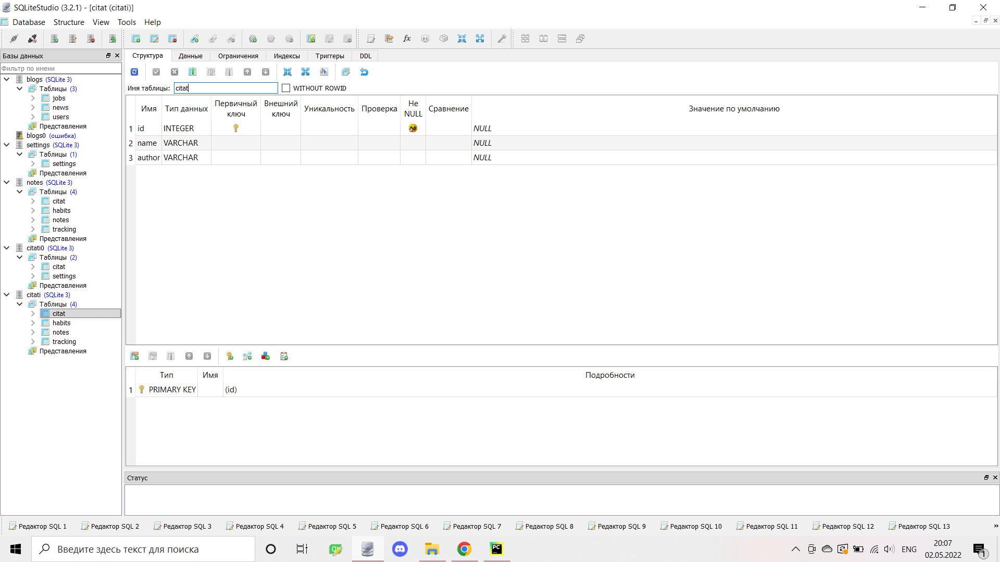 SQLiteStudio (3.2.1) - [citat (citati)]
Database Structure View Tools Help
Базы данных
Фильтр по имени
blogs (SQLite 3)
Таблицы (3)
jobs
news
users
Представления
blogs0 (ошибка)
settings (SQLite 3)
Таблицы (1)
settings
Представления
notes (SQLite 3)
Таблицы (4)
citat
habits
notes
tracking
Представления
citati0 (SQLite 3)
Таблицы (2)
citat
settings
Представления
citati (SQLite 3)
Таблицы (4)
citat
habits
notes
tracking
Представления
Структура Данные Ограничения Индексы Триггеры DDL
Имя таблицы: citat WITHOUT ROWID
Имя Тип данных Первичный ключ Внешний ключ Уникальность Проверка Не NULL Сравнение Значение по умолчанию
1 id INTEGER NULL
2 name VARCHAR NULL
3 author VARCHAR NULL
Тип Имя Подробности
1 PRIMARY KEY (id)
Статус
Редактор SQL 1 Редактор SQL 2 Редактор SQL 3 Редактор SQL 4 Редактор SQL 5 Редактор SQL 6 Редактор SQL 7 Редактор SQL 8 Редактор SQL 9 Редактор SQL 10 Редактор SQL 11 Редактор SQL 12 Редактор SQL 13 »
Введите здесь текст для поиска
PC
ENG
20:07
02.05.2022
1